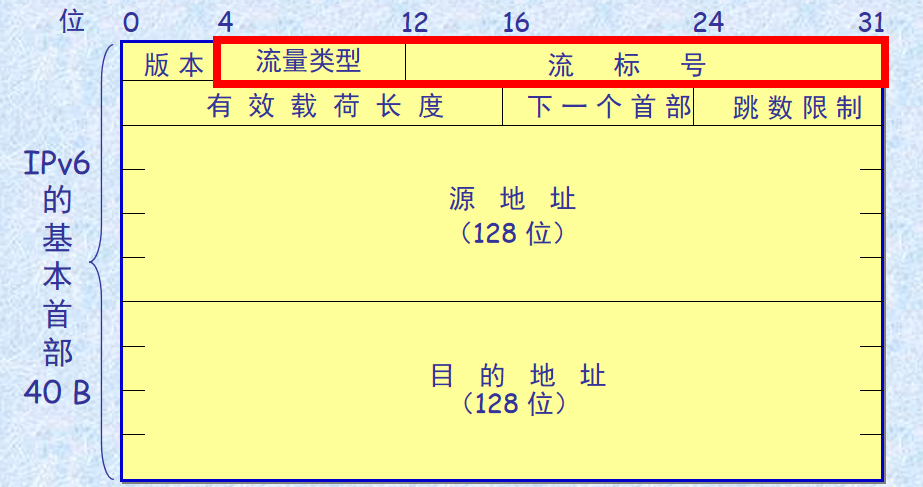 位 0 4 12 16 24 31
版本 流量类型 流标号
有效载荷长度 下一个首部 跳数限制
IPv6
的
基
本
首
部
40 B
源地址
(128 位)
目的地址
(128 位)